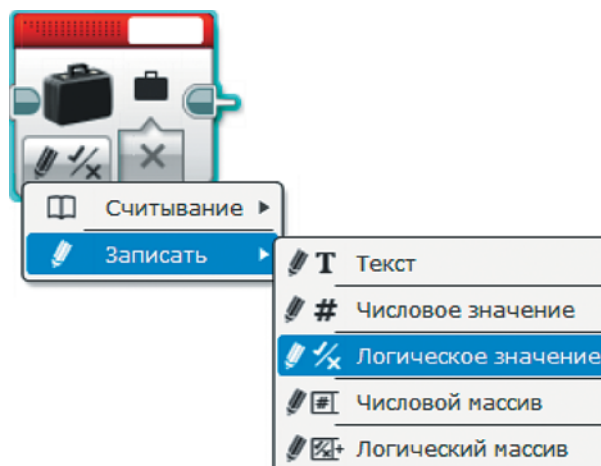 Считывание
Записать
T Текст
# Числовое значение
Логическое значение
# Числовой массив
Логический массив